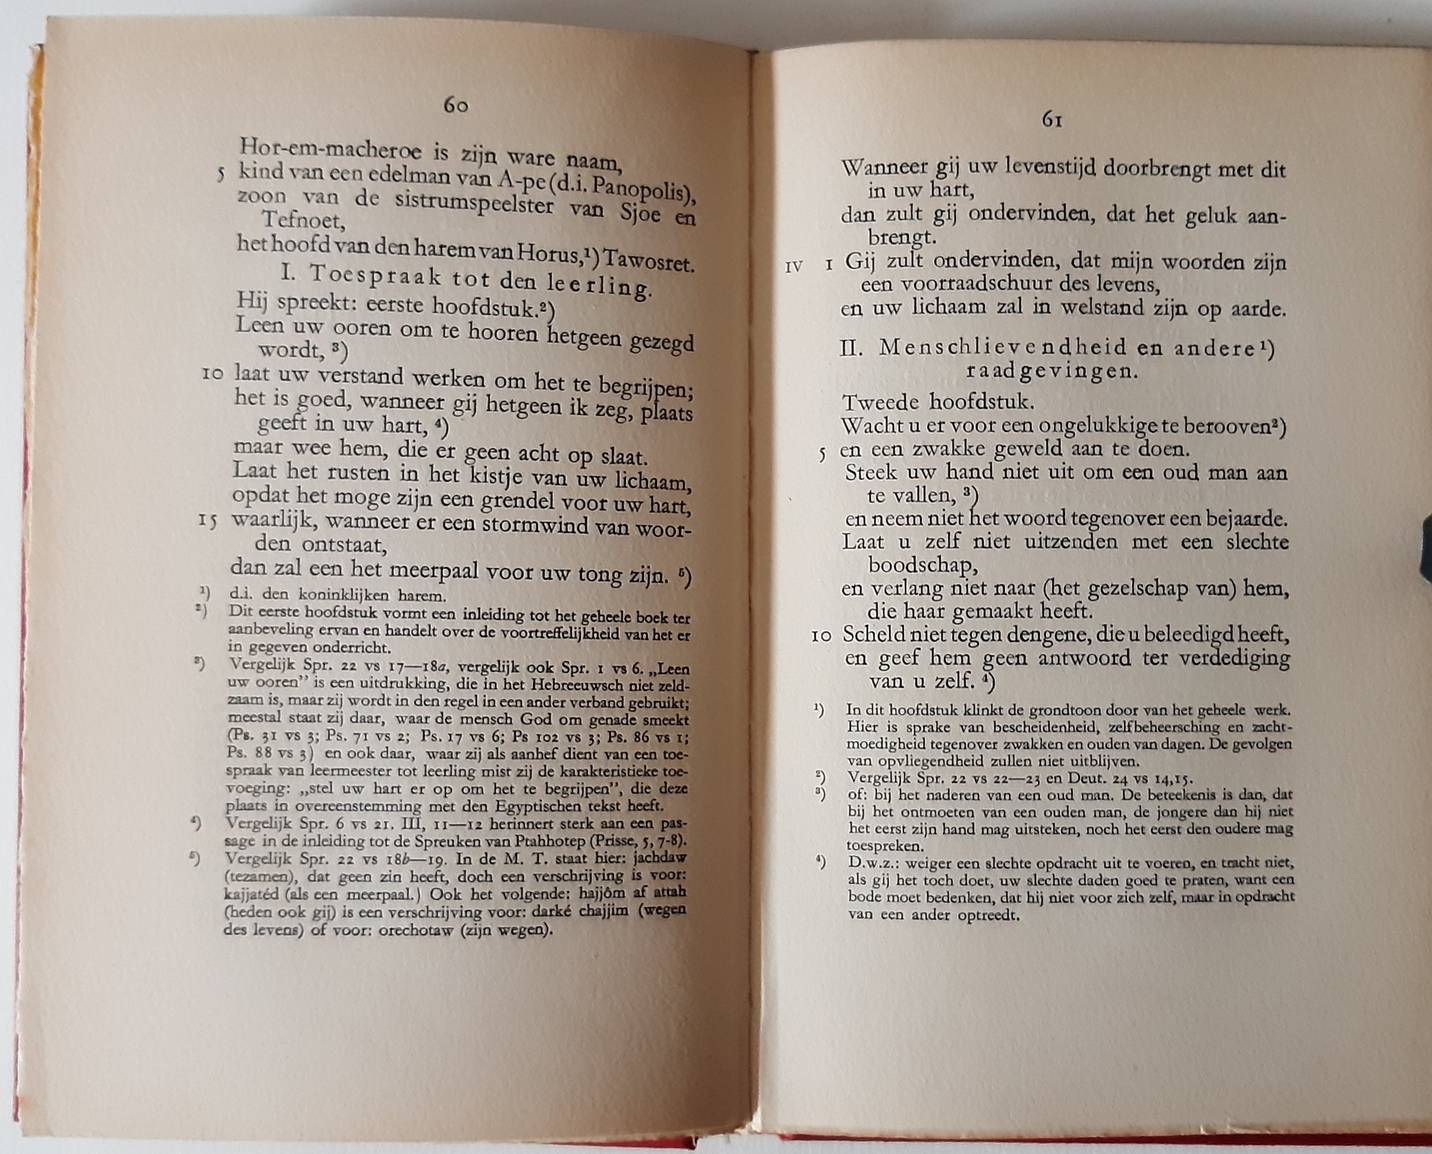 60
Hor-em-macheroe is zijn ware naam,
5 kind van een edelman van A-pe (d.i. Panopolis),
zoon van de sistrumspeelster van Sjoe en
Tefnoet,
het hoofd van den harem van Horus,¹) Tawosret.
I. Toespraak tot den leerling.
Hij spreekt: eerste hoofdstuk.²)
Leen uw ooren om te hooren hetgeen gezegd
wordt, ³)
10 laat uw verstand werken om het te begrijpen;
het is goed, wanneer gij hetgeen ik zeg, plaats
geeft in uw hart, ⁴)
maar wee hem, die er geen acht op slaat.
Laat het rusten in het kistje van uw lichaam,
opdat het moge zijn een grendel voor uw hart,
15 waarlijk, wanneer er een stormwind van woor-
den ontstaat,
dan zal een het meerpaal voor uw tong zijn. ⁵)
¹) d.i. den koninklijken harem.
²) Dit eerste hoofdstuk vormt een inleiding tot het geheele boek ter
aanbeveling ervan en handelt over de voortreffelijkheid van het er
in gegeven onderricht.
³) Vergelijk Spr. 22 vs 17—18a, vergelijk ook Spr. 1 vs 6. „Leen
uw ooren” is een uitdrukking, die in het Hebreeuwsch niet zeld-
zaam is, maar zij wordt in den regel in een ander verband gebruikt;
meestal staat zij daar, waar de mensch God om genade smeekt
(Ps. 31 vs 3; Ps. 71 vs 2; Ps. 17 vs 6; Ps 102 vs 3; Ps. 86 vs 1;
Ps. 88 vs 3) en ook daar, waar zij als aanhef dient van een toe-
spraak van leermeester tot leerling mist zij de karakteristieke toe-
voeging: „stel uw hart er op om het te begrijpen”, die deze
plaats in overeenstemming met den Egyptischen tekst heeft.
⁴) Vergelijk Spr. 6 vs 21. III, 11—12 herinnert sterk aan een pas-
sage in de inleiding tot de Spreuken van Ptahhotep (Prisse, 5, 7-8).
⁵) Vergelijk Spr. 22 vs 18b—19. In de M. T. staat hier: jachdaw
(tezamen), dat geen zin heeft, doch een verschrijving is voor:
kajjatéd (als een meerpaal.) Ook het volgende: hajjôm af attah
(heden ook gij) is een verschrijving voor: darké chajjim (wegen
des levens) of voor: orechotaw (zijn wegen).
61
Wanneer gij uw levenstijd doorbrengt met dit
in uw hart,
dan zult gij ondervinden, dat het geluk aan-
brengt.
IV 1 Gij zult ondervinden, dat mijn woorden zijn
een voorraadschuur des levens,
en uw lichaam zal in welstand zijn op aarde.
II. Menschlievendheid en andere¹)
raadgevingen.
Tweede hoofdstuk.
Wacht u er voor een ongelukkige te berooven²)
5 en een zwakke geweld aan te doen.
Steek uw hand niet uit om een oud man aan
te vallen, ³)
en neem niet het woord tegenover een bejaarde.
Laat u zelf niet uitzenden met een slechte
boodschap,
en verlang niet naar (het gezelschap van) hem,
die haar gemaakt heeft.
10 Scheld niet tegen dengene, die u beleedigd heeft,
en geef hem geen antwoord ter verdediging
van u zelf. ⁴)
¹) In dit hoofdstuk klinkt de grondtoon door van het geheele werk.
Hier is sprake van bescheidenheid, zelfbeheersching en zacht-
moedigheid tegenover zwakken en ouden van dagen. De gevolgen
van opvliegendheid zullen niet uitblijven.
²) Vergelijk Spr. 22 vs 22—23 en Deut. 24 vs 14,15.
³) of: bij het naderen van een oud man. De beteekenis is dan, dat
bij het ontmoeten van een ouden man, de jongere dan hij niet
het eerst zijn hand mag uitsteken, noch het eerst den oudere mag
toespreken.
⁴) D.w.z.: weiger een slechte opdracht uit te voeren, en tracht niet,
als gij het toch doet, uw slechte daden goed te praten, want een
bode moet bedenken, dat hij niet voor zich zelf, maar in opdracht
van een ander optreedt.